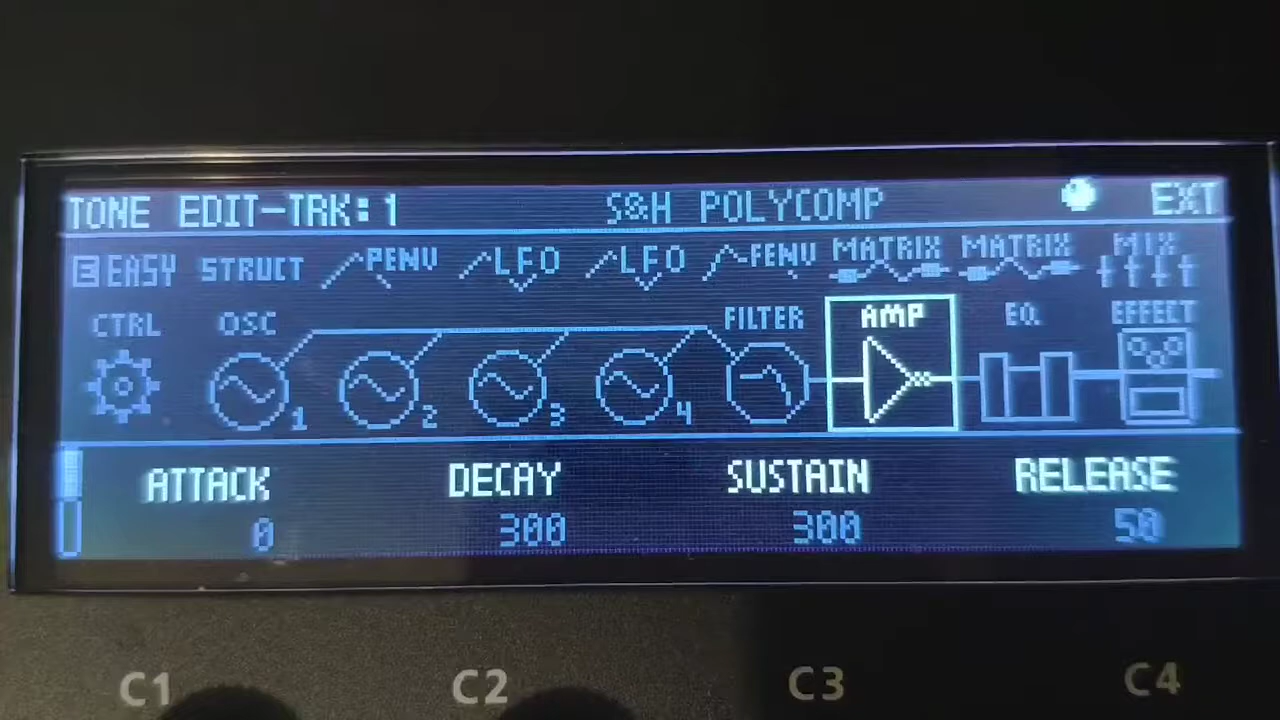 TONE EDIT-TRK:1 S&H POLYCOMP EXT
EASY STRUCT PENV LFO LFO FENV MATRIX MATRIX MIX
CTRL OSC FILTER AMP EQ EFFECT
1 2 3 4
ATTACK DECAY SUSTAIN RELEASE
0 300 300 50
C1 C2 C3 C4